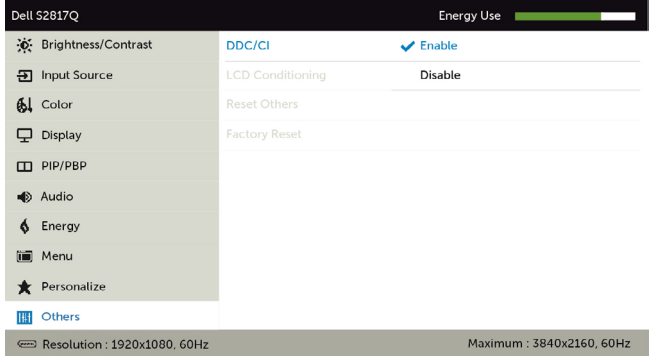 Dell S2817Q Energy Use
Brightness/Contrast DDC/CI Enable
Input Source LCD Conditioning Disable
Color Reset Others
Display Factory Reset
PIP/PBP
Audio
Energy
Menu
Personalize
Others
Resolution : 1920x1080, 60Hz Maximum : 3840x2160, 60Hz